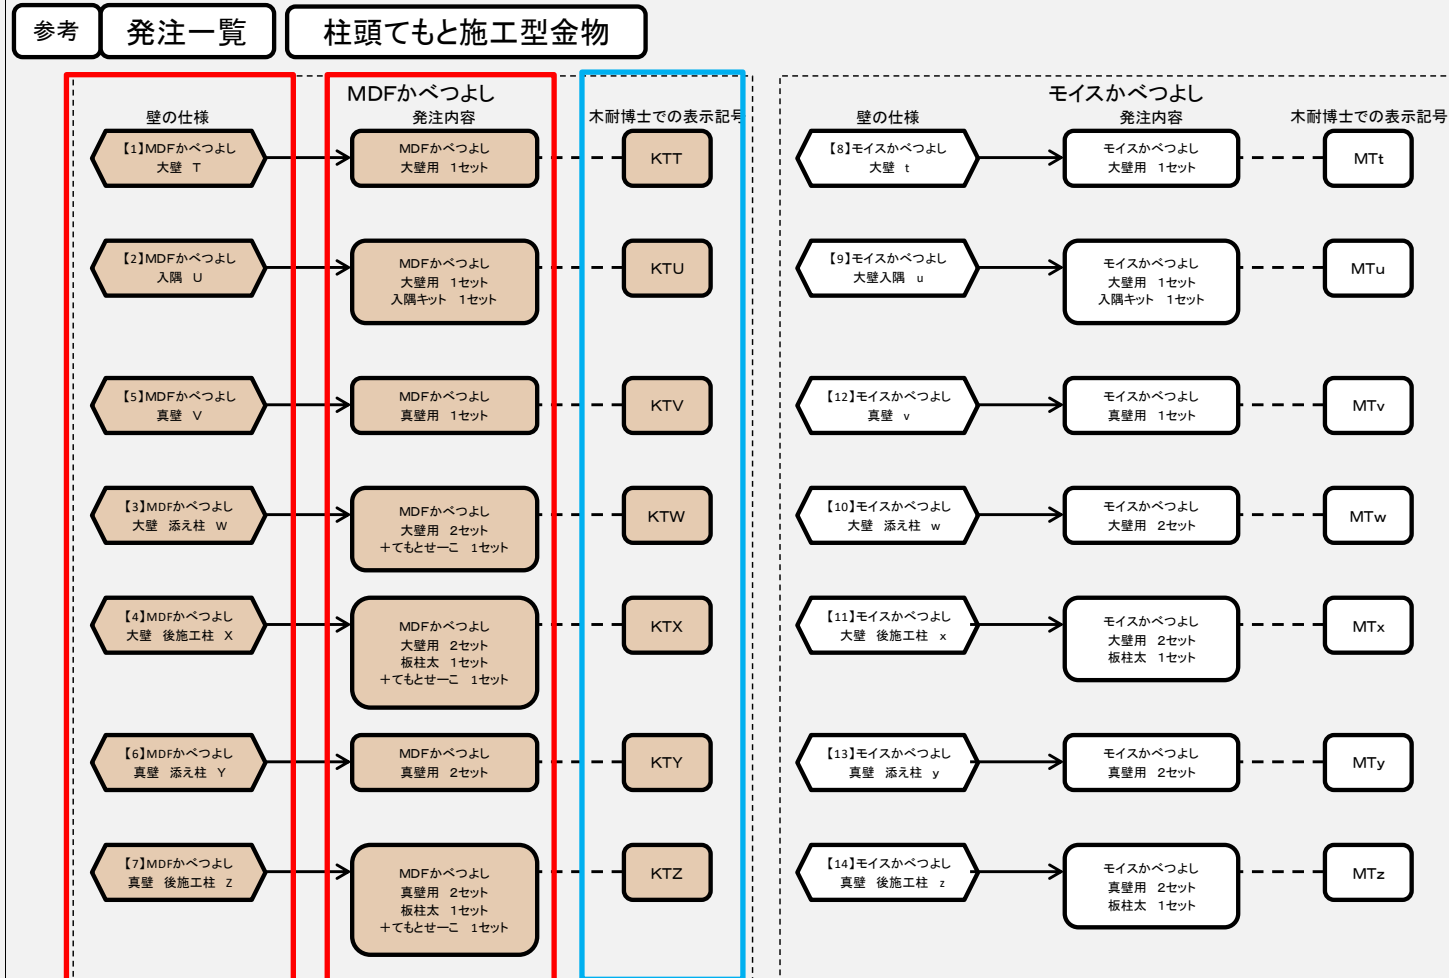 参考
発注一覧
柱頭てもと施工型金物
MDFかべつよし
壁の仕様
発注内容
木耐博士での表示記号
【1】MDFかべつよし
大壁 T
MDFかべつよし
大壁用 1セット
KTT
【2】MDFかべつよし
入隅 U
MDFかべつよし
大壁用 1セット
入隅キット 1セット
KTU
【5】MDFかべつよし
真壁 V
MDFかべつよし
真壁用 1セット
KTV
【3】MDFかべつよし
大壁 添え柱 W
MDFかべつよし
大壁用 2セット
＋てもとせーこ 1セット
KTW
【4】MDFかべつよし
大壁 後施工柱 X
MDFかべつよし
大壁用 2セット
板柱太 1セット
＋てもとせーこ 1セット
KTX
【6】MDFかべつよし
真壁 添え柱 Y
MDFかべつよし
真壁用 2セット
KTY
【7】MDFかべつよし
真壁 後施工柱 Z
MDFかべつよし
真壁用 2セット
板柱太 1セット
＋てもとせーこ 1セット
KTZ
モイスかべつよし
壁の仕様
発注内容
木耐博士での表示記号
【8】モイスかべつよし
大壁 t
モイスかべつよし
大壁用 1セット
MTt
【9】モイスかべつよし
大壁入隅 u
モイスかべつよし
大壁用 1セット
入隅キット 1セット
MTu
【12】モイスかべつよし
真壁 v
モイスかべつよし
真壁用 1セット
MTv
【10】モイスかべつよし
大壁 添え柱 w
モイスかべつよし
大壁用 2セット
MTw
【11】モイスかべつよし
大壁 後施工柱 x
モイスかべつよし
大壁用 2セット
板柱太 1セット
MTx
【13】モイスかべつよし
真壁 添え柱 y
モイスかべつよし
真壁用 2セット
MTy
【14】モイスかべつよし
真壁 後施工柱 z
モイスかべつよし
真壁用 2セット
板柱太 1セット
MTz